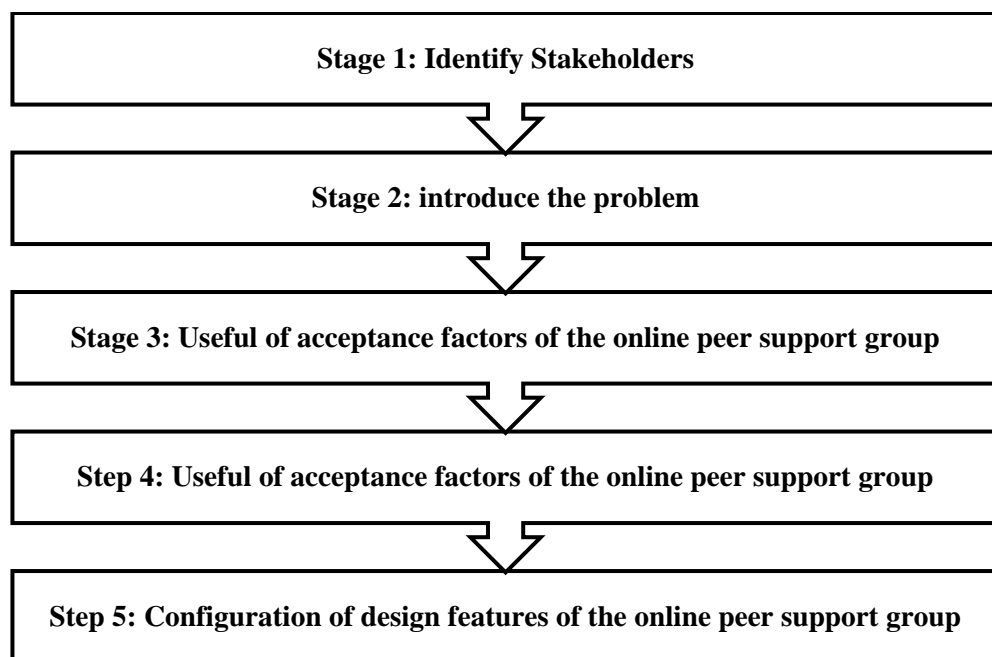 Stage 1: Identify Stakeholders
Stage 2: introduce the problem
Stage 3: Useful of acceptance factors of the online peer support group
Step 4: Useful of acceptance factors of the online peer support group
Step 5: Configuration of design features of the online peer support group